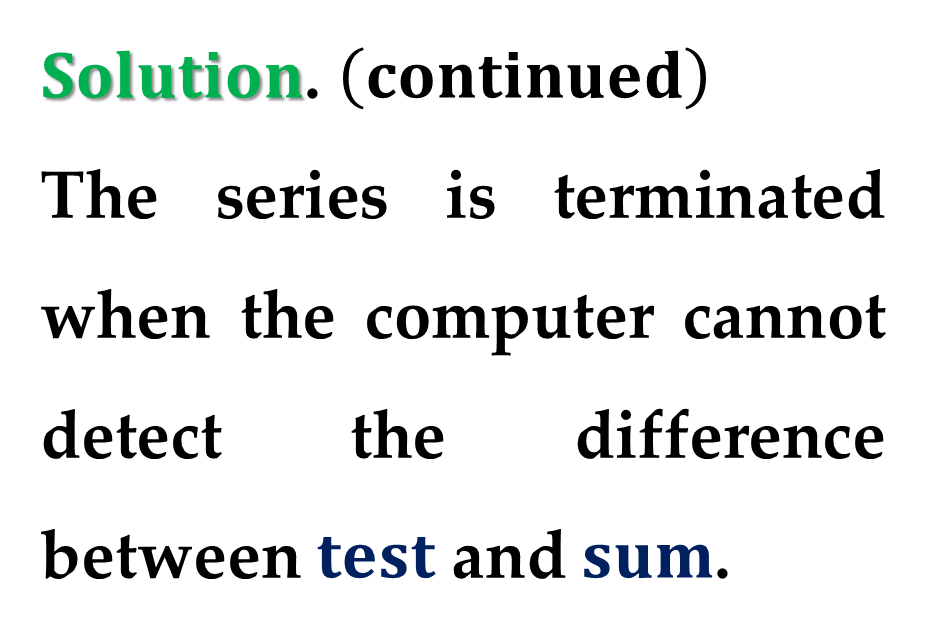 Solution. (continued)
The series is terminated
when the computer cannot
detect the difference
between test and sum.